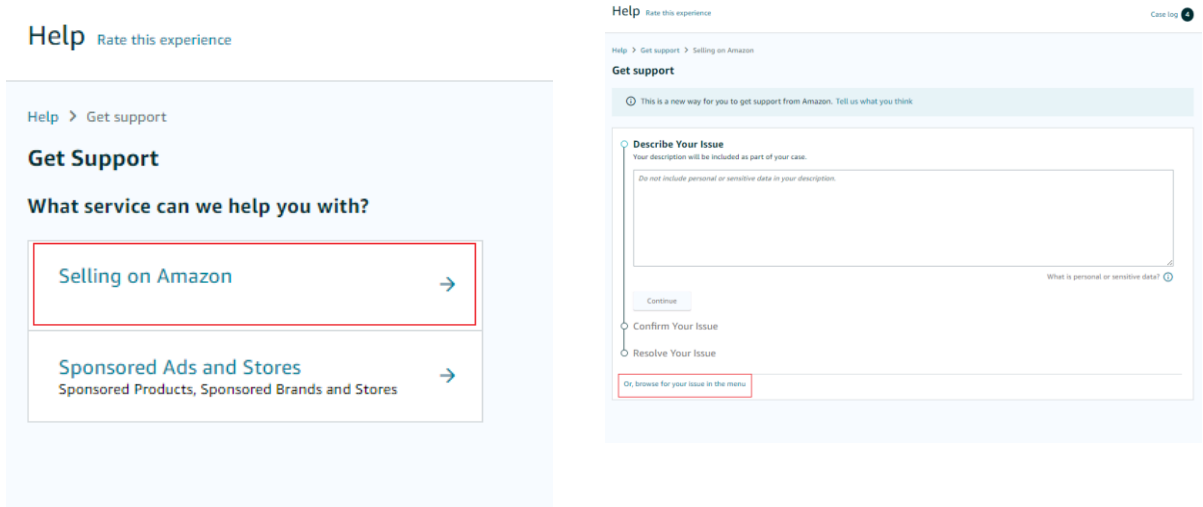 Help Rate this experience
Help > Get support
Get Support
What service can we help you with?
Selling on Amazon
Sponsored Ads and Stores
Sponsored Products, Sponsored Brands and Stores
Help Rate this experience
Case log 4
Help > Get support > Selling on Amazon
Get support
This is a new way for you to get support from Amazon. Tell us what you think
Describe Your Issue
Your description will be included as part of your case.
Do not include personal or sensitive data in your description.
What is personal or sensitive data?
Continue
Confirm Your Issue
Resolve Your Issue
Or, browse for your issue in the menu